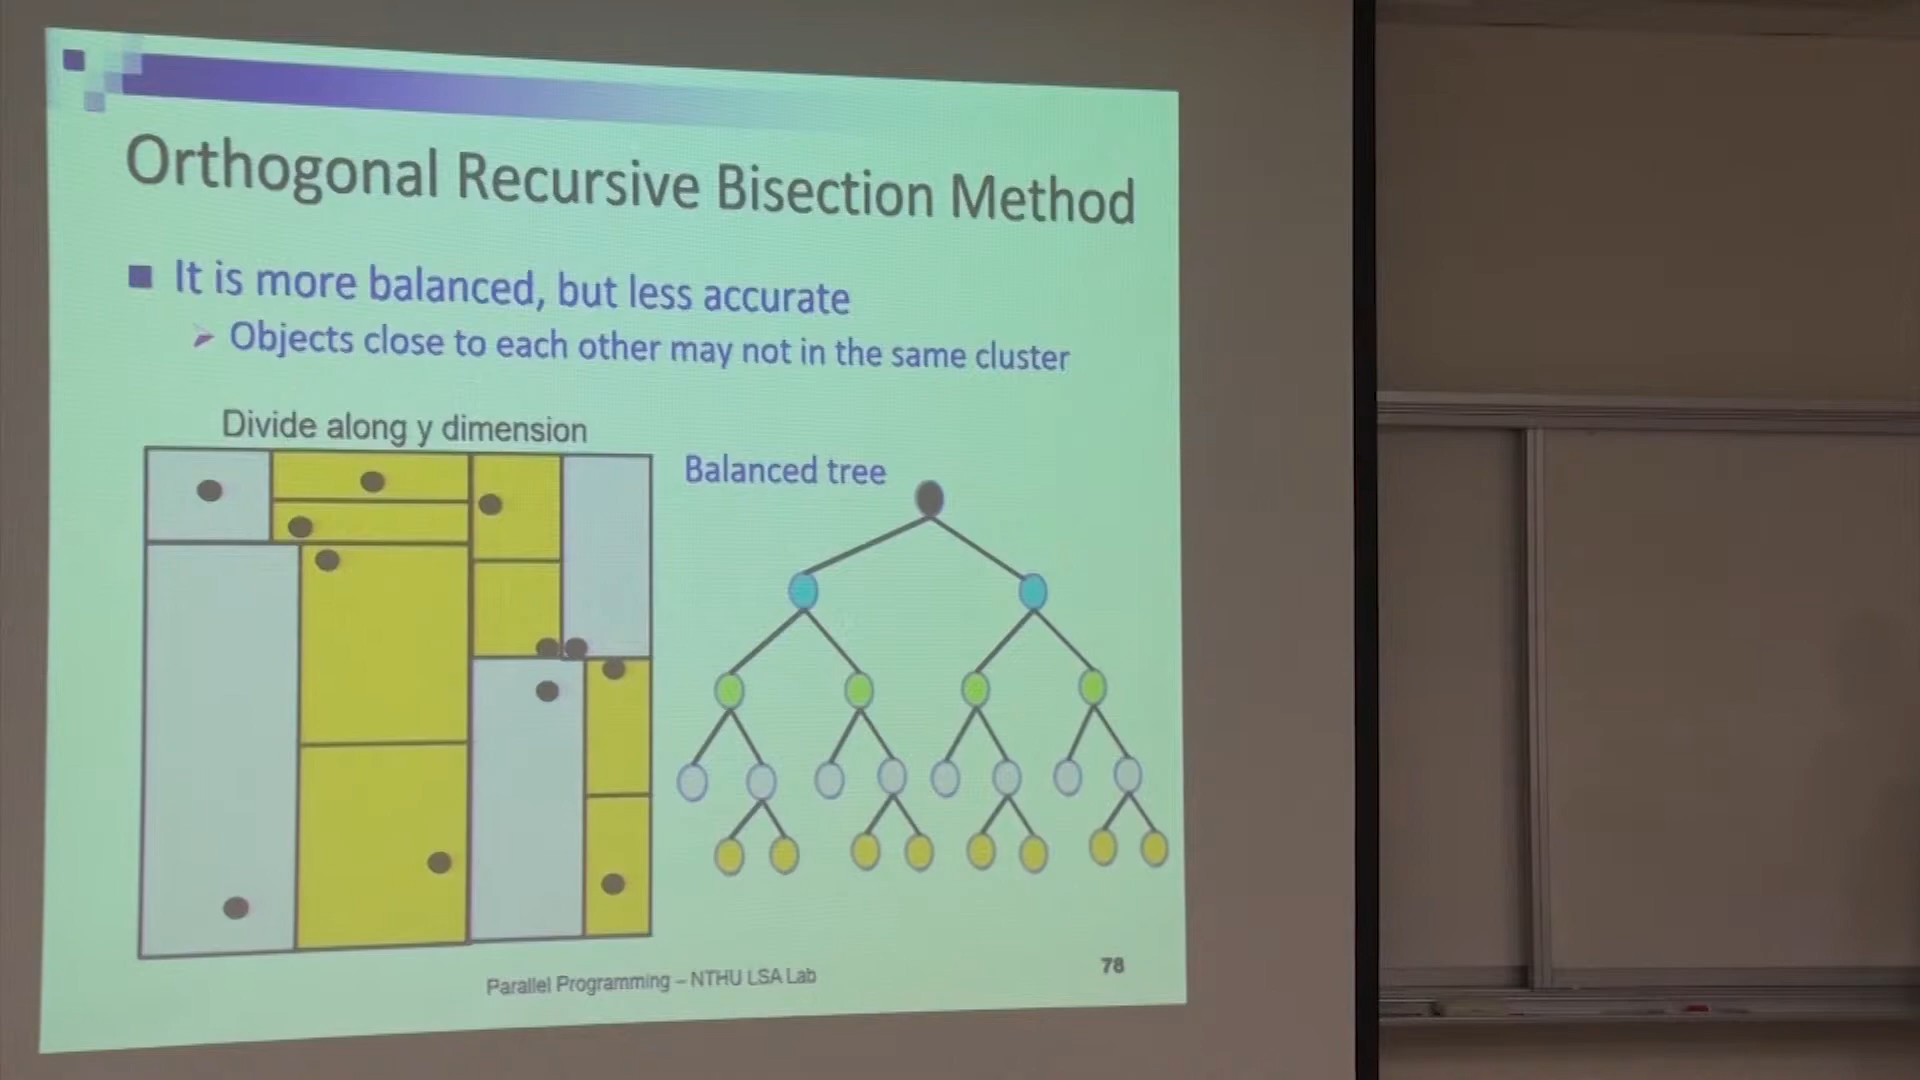 Orthogonal Recursive Bisection Method
It is more balanced, but less accurate
Objects close to each other may not in the same cluster
Divide along y dimension
Balanced tree
Parallel Programming – NTHU LSA Lab
78